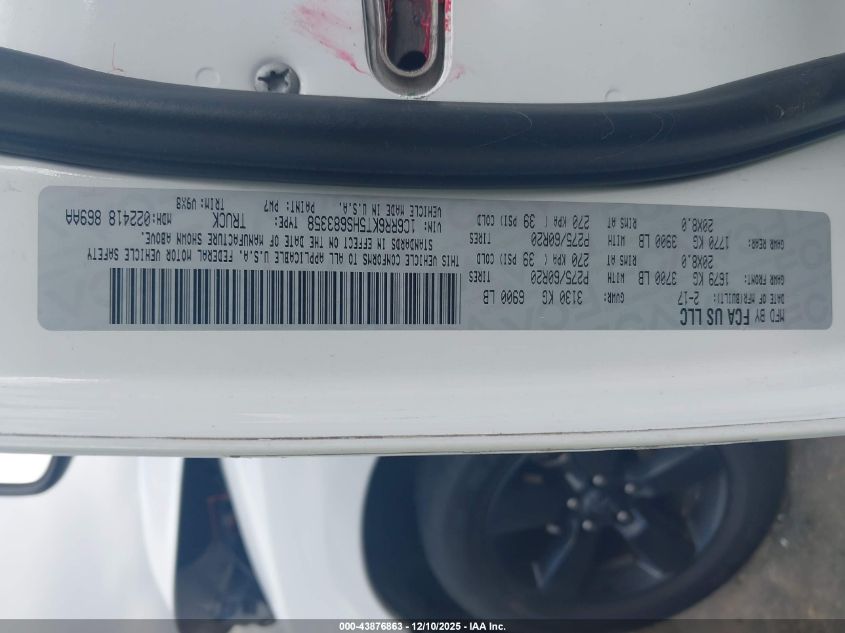 MFD BY FCA US LLC
DATE OF MFR(BUILT): 2-17 GVWR: 3130 KG 6900 LB
GAWR FRONT: 1679 KG 3700 LB WITH P275/60R20 TIRES
20X8.0 RIMS AT 270 KPA ( 39 PSI) COLD
GAWR REAR: 1770 KG 3900 LB WITH P275/60R20 TIRES
20X8.0 RIMS AT 270 KPA ( 39 PSI) COLD
THIS VEHICLE CONFORMS TO ALL APPLICABLE U.S.A. FEDERAL MOTOR VEHICLE SAFETY
STANDARDS IN EFFECT ON THE DATE OF MANUFACTURE SHOWN ABOVE.
VIN: 1C6RR6KT5HS683358 TYPE: TRUCK MDH: 022418 869AA
VEHICLE MADE IN U.S.A. PAINT: PW7 TRIM: V9X8
000-43876863 - 12/10/2025 - IAA Inc.